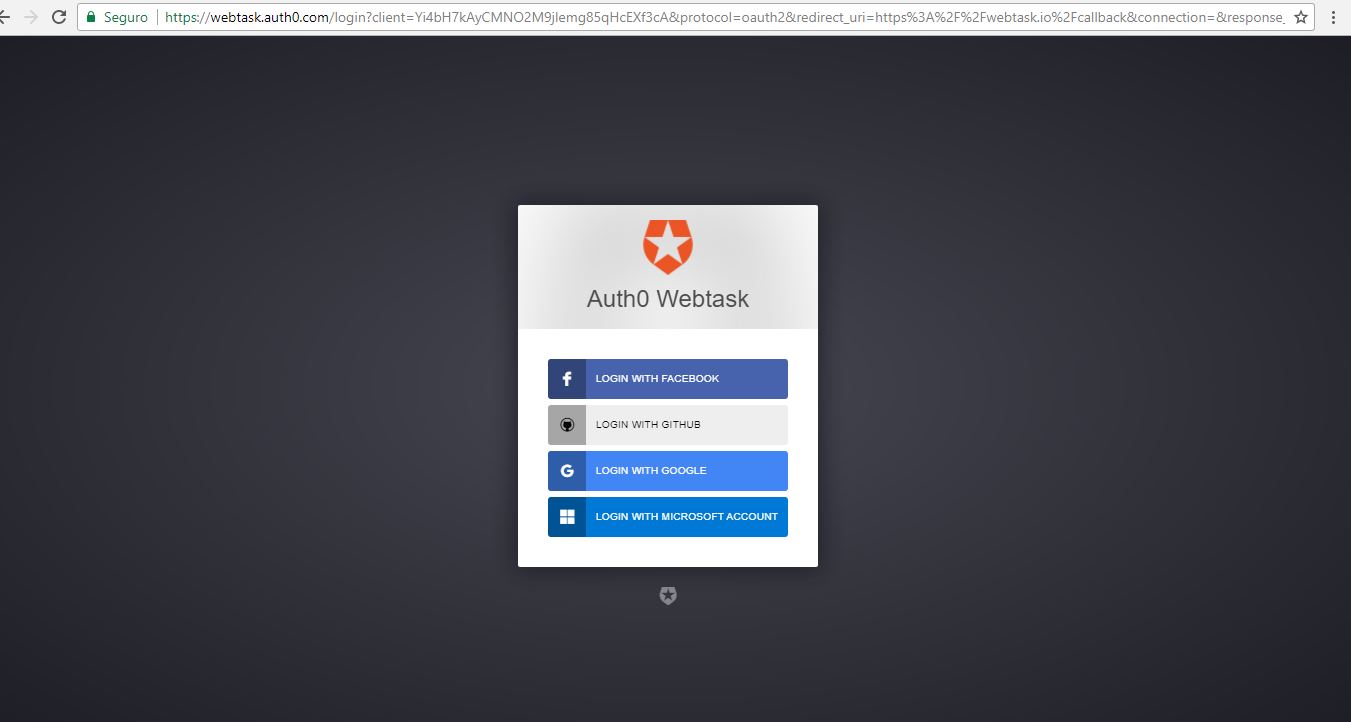 Seguro https://webtask.auth0.com/login?client=Yi4bH7kAyCMNO2M9jlemg85qHcEXf3cA&protocol=oauth2&redirect_uri=https%3A%2F%2Fwebtask.io%2Fcallback&connection=&response_
Auth0 Webtask
LOGIN WITH FACEBOOK
LOGIN WITH GITHUB
LOGIN WITH GOOGLE
LOGIN WITH MICROSOFT ACCOUNT